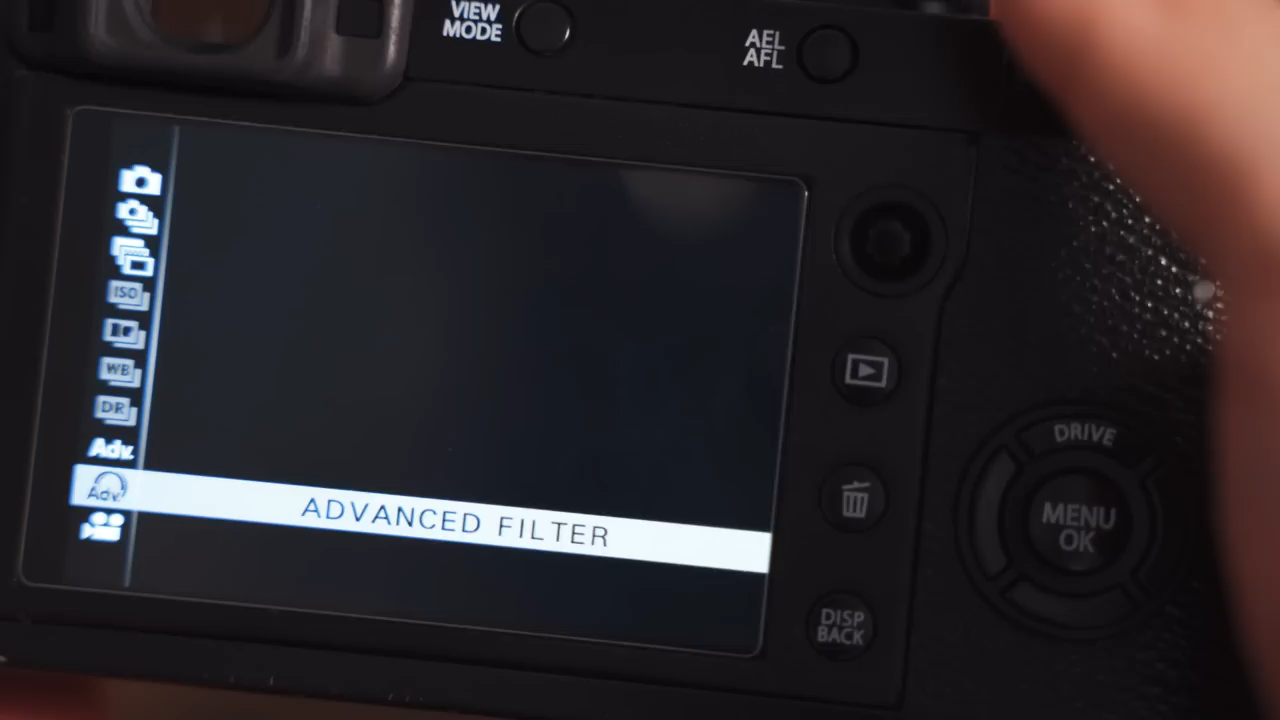 VIEW
MODE
AEL
AFL
ISO
WB
DR
Adv.
Adv.
ADVANCED FILTER
DRIVE
MENU
OK
DISP
BACK